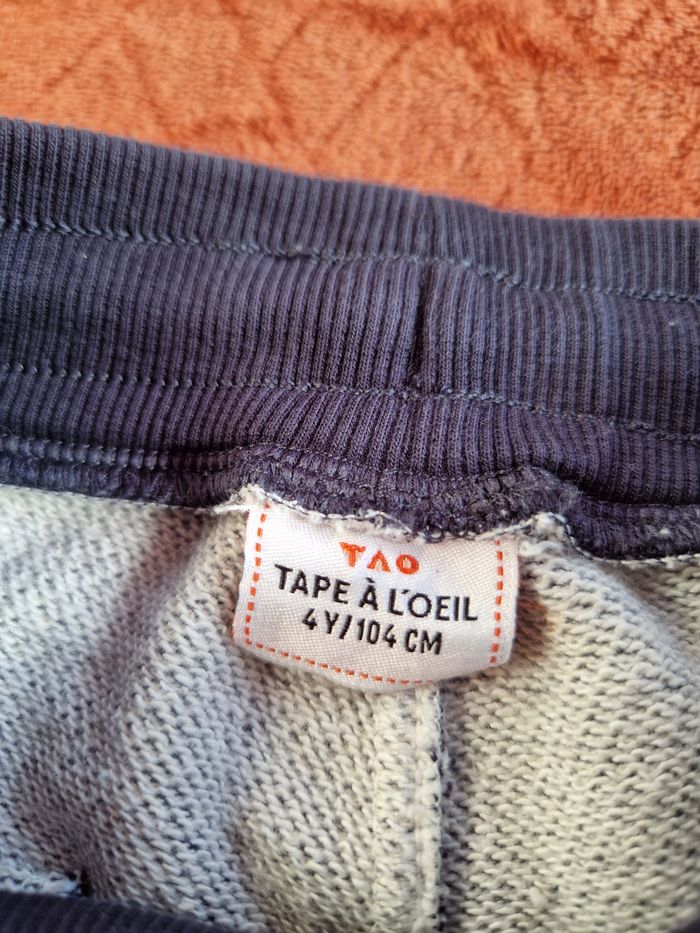 TAO
TAPE À L'OEIL
4Y/104 CM